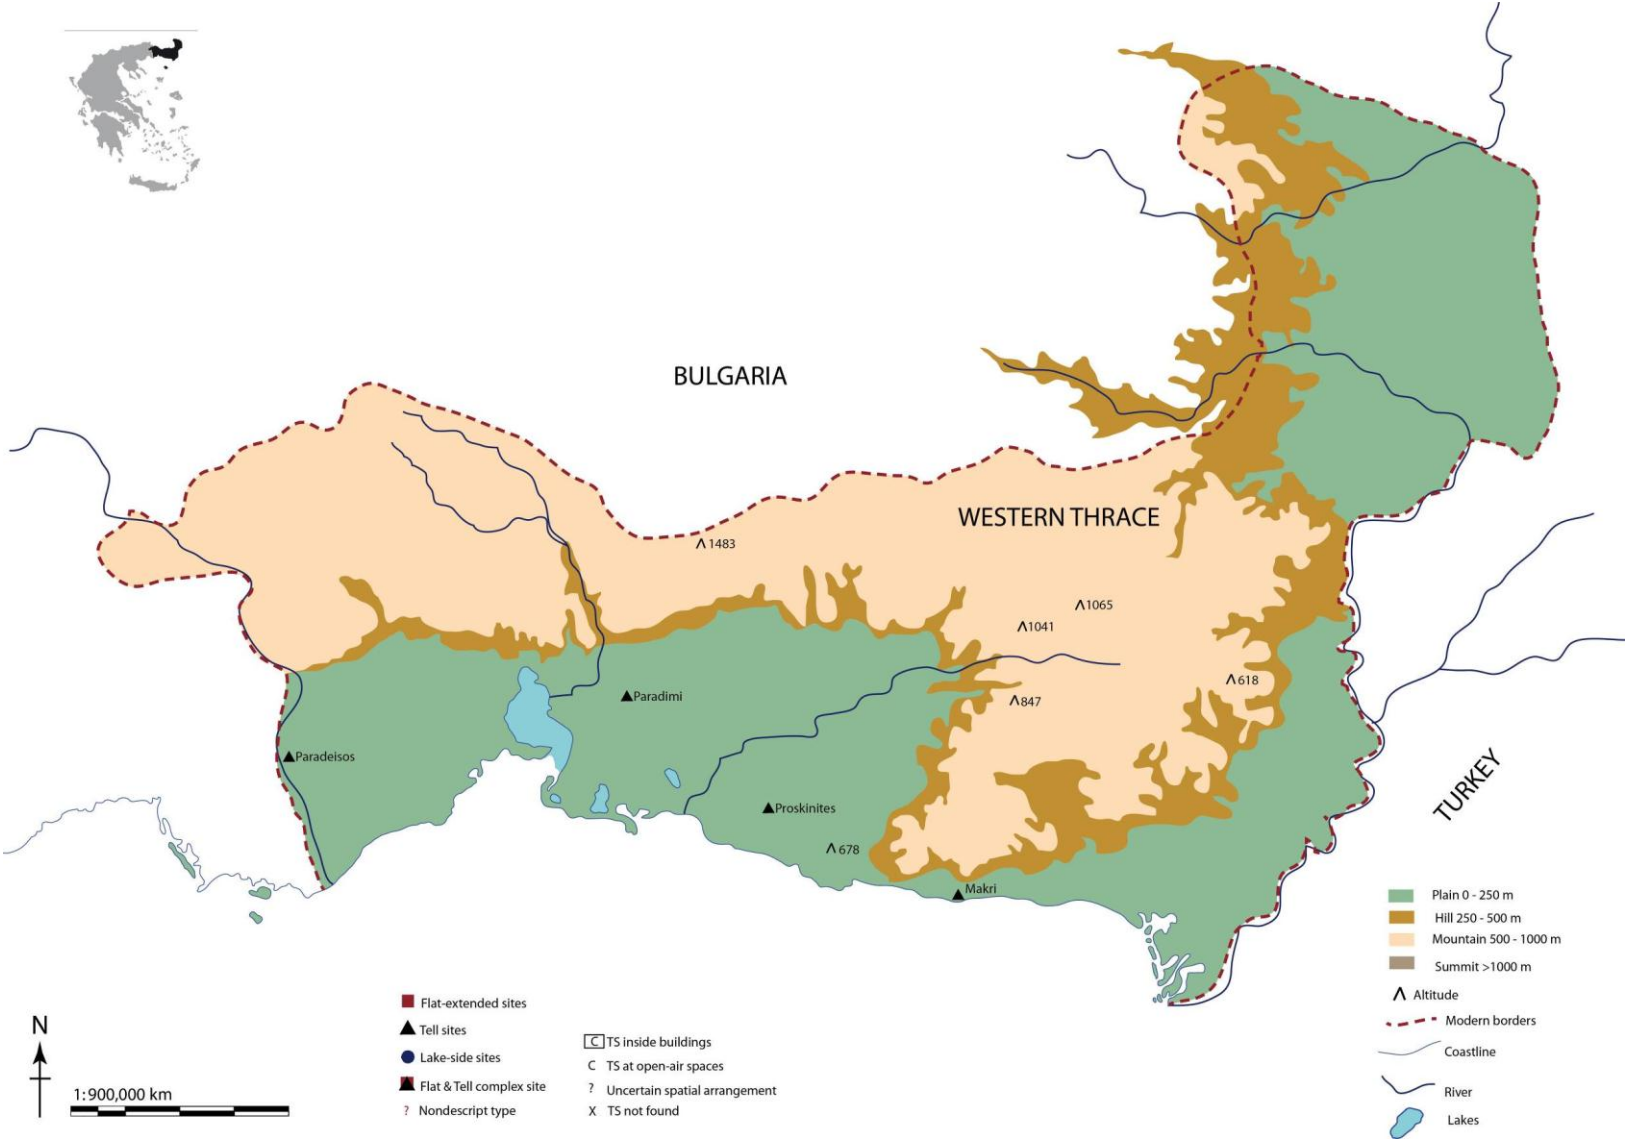 BULGARIA
WESTERN THRACE
1483
1065
1041
618
847
Paradimi
Paradeisos
Proskinites
678
Makri
TURKEY
Plain 0 - 250 m
Hill 250 - 500 m
Mountain 500 - 1000 m
Summit >1000 m
Altitude
Modern borders
Coastline
River
Lakes
Flat-extended sites
Tell sites
Lake-side sites
Flat & Tell complex site
? Nondescript type
C TS inside buildings
C TS at open-air spaces
? Uncertain spatial arrangement
X TS not found
N
1:900,000 km